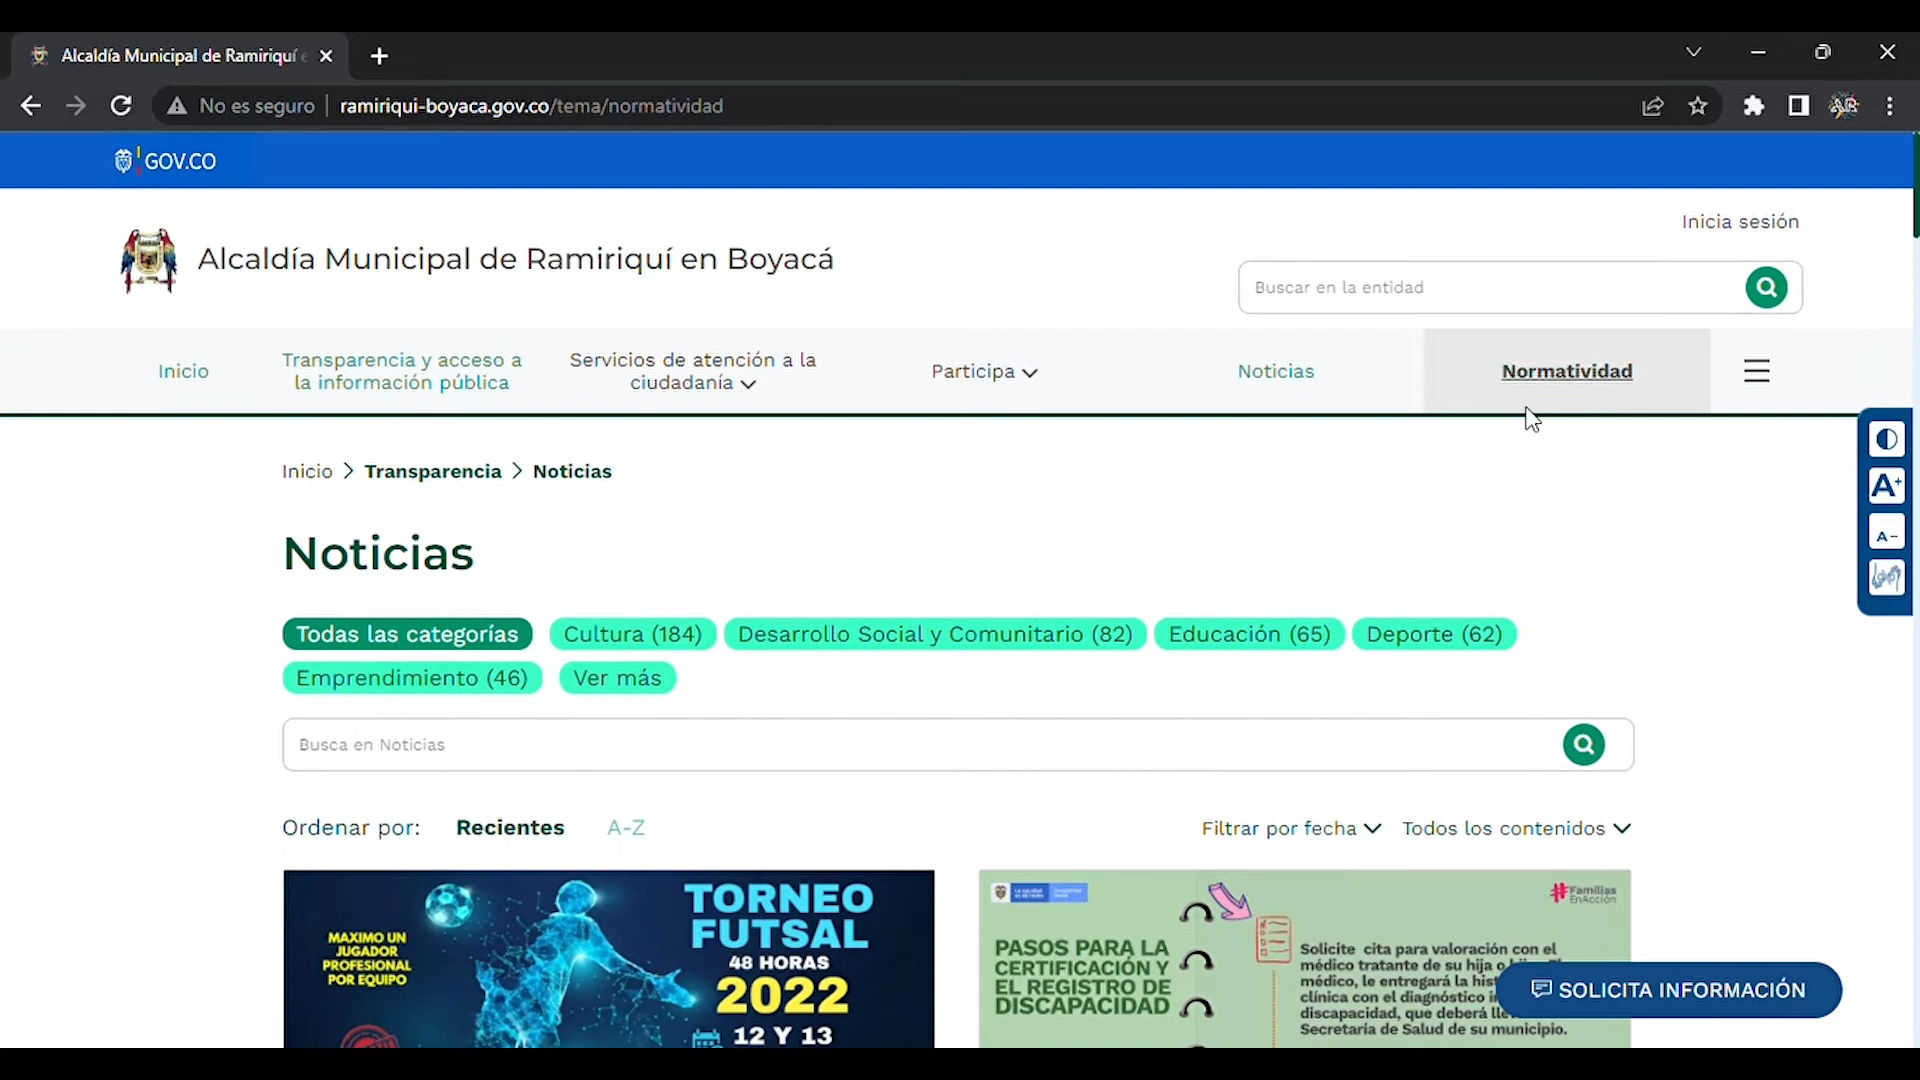 Alcaldía Municipal de Ramiriquí e
No es seguro
ramiriqui-boyaca.gov.co/tema/normatividad
GOV.CO
Inicia sesión
Alcaldía Municipal de Ramiriquí en Boyacá
Buscar en la entidad
Inicio
Transparencia y acceso a
la información pública
Servicios de atención a la
ciudadanía
Participa
Noticias
Normatividad
A+
A-
Inicio > Transparencia > Noticias
Noticias
Todas las categorías
Cultura (184)
Desarrollo Social y Comunitario (82)
Educación (65)
Deporte (62)
Emprendimiento (46)
Ver más
Busca en Noticias
Ordenar por:
Recientes
A-Z
Filtrar por fecha
Todos los contenidos
MAXIMO UN
JUGADOR
PROFESIONAL
POR EQUIPO
TORNEO
FUTSAL
48 HORAS
2022
12 Y 13
#Familias
EnAcción
PASOS PARA LA
CERTIFICACIÓN Y
EL REGISTRO DE
DISCAPACIDAD
Solicite cita para valoración con el
médico tratante de su hija o
médico, le entregará la
clínica con el diagnóstico
discapacidad, que deberá
Secretaría de Salud de su municipio.
SOLICITA INFORMACIÓN